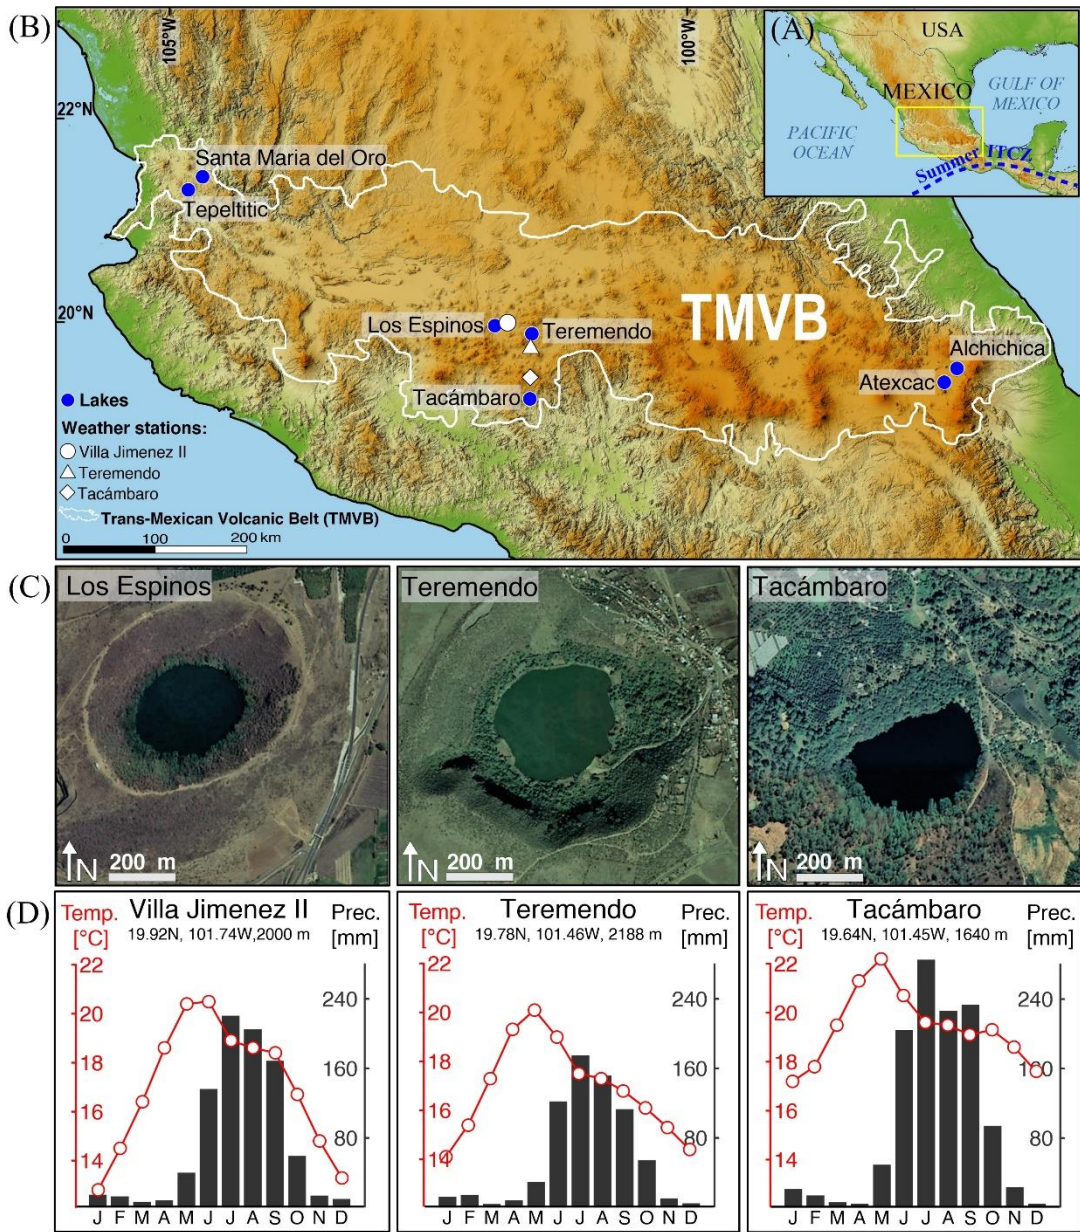 (B)
105°W
100°W
22°N
20°N
(A)
USA
MEXICO
GULF OF
MEXICO
PACIFIC
OCEAN
Summer ITCZ
Santa Maria del Oro
Tepeltitic
Los Espinos
Teremendo
Tacámbaro
TMVB
Alchichica
Atexcac
Lakes
Weather stations:
Villa Jimenez II
Teremendo
Tacámbaro
Trans-Mexican Volcanic Belt (TMVB)
0 100 200 km
(C)
Los Espinos
N 200 m
Teremendo
N 200 m
Tacámbaro
N 200 m
(D)
Temp.
[°C]
Villa Jimenez II
19.92N, 101.74W,2000 m
Prec.
[mm]
22
20
18
16
14
240
160
80
J F M A M J J A S O N D
Temp.
[°C]
Teremendo
19.78N, 101.46W, 2188 m
Prec.
[mm]
22
20
18
16
14
240
160
80
J F M A M J J A S O N D
Temp.
[°C]
Tacámbaro
19.64N, 101.45W, 1640 m
Prec.
[mm]
22
20
18
16
14
240
160
80
J F M A M J J A S O N D